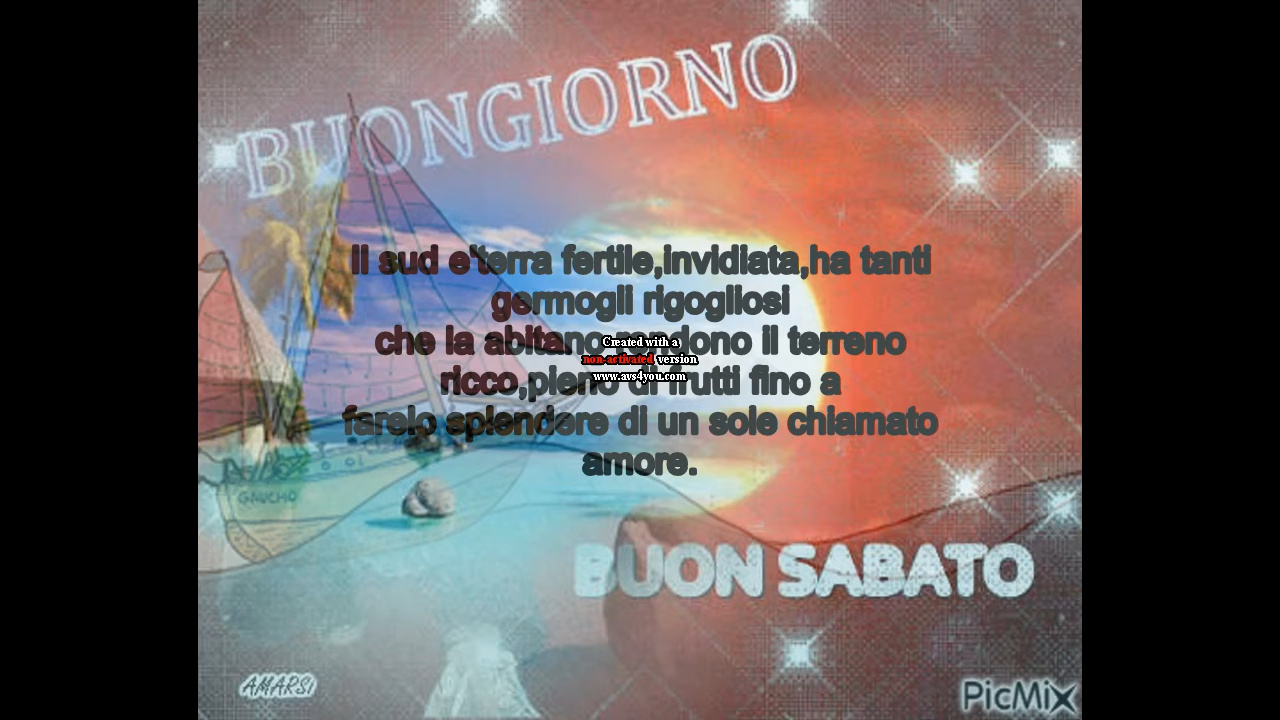 BUONGIORNO
Il sud e'terra fertile,invidiata,ha tanti
germogli rigogliosi
che la abitano rendono il terreno
Created with a
non-activated version
www.avs4you.com
ricco,pieno di frutti fino a
farelo splendere di un sole chiamato
amore.
GAUCHO
BUON SABATO
AMARSI
PicMix